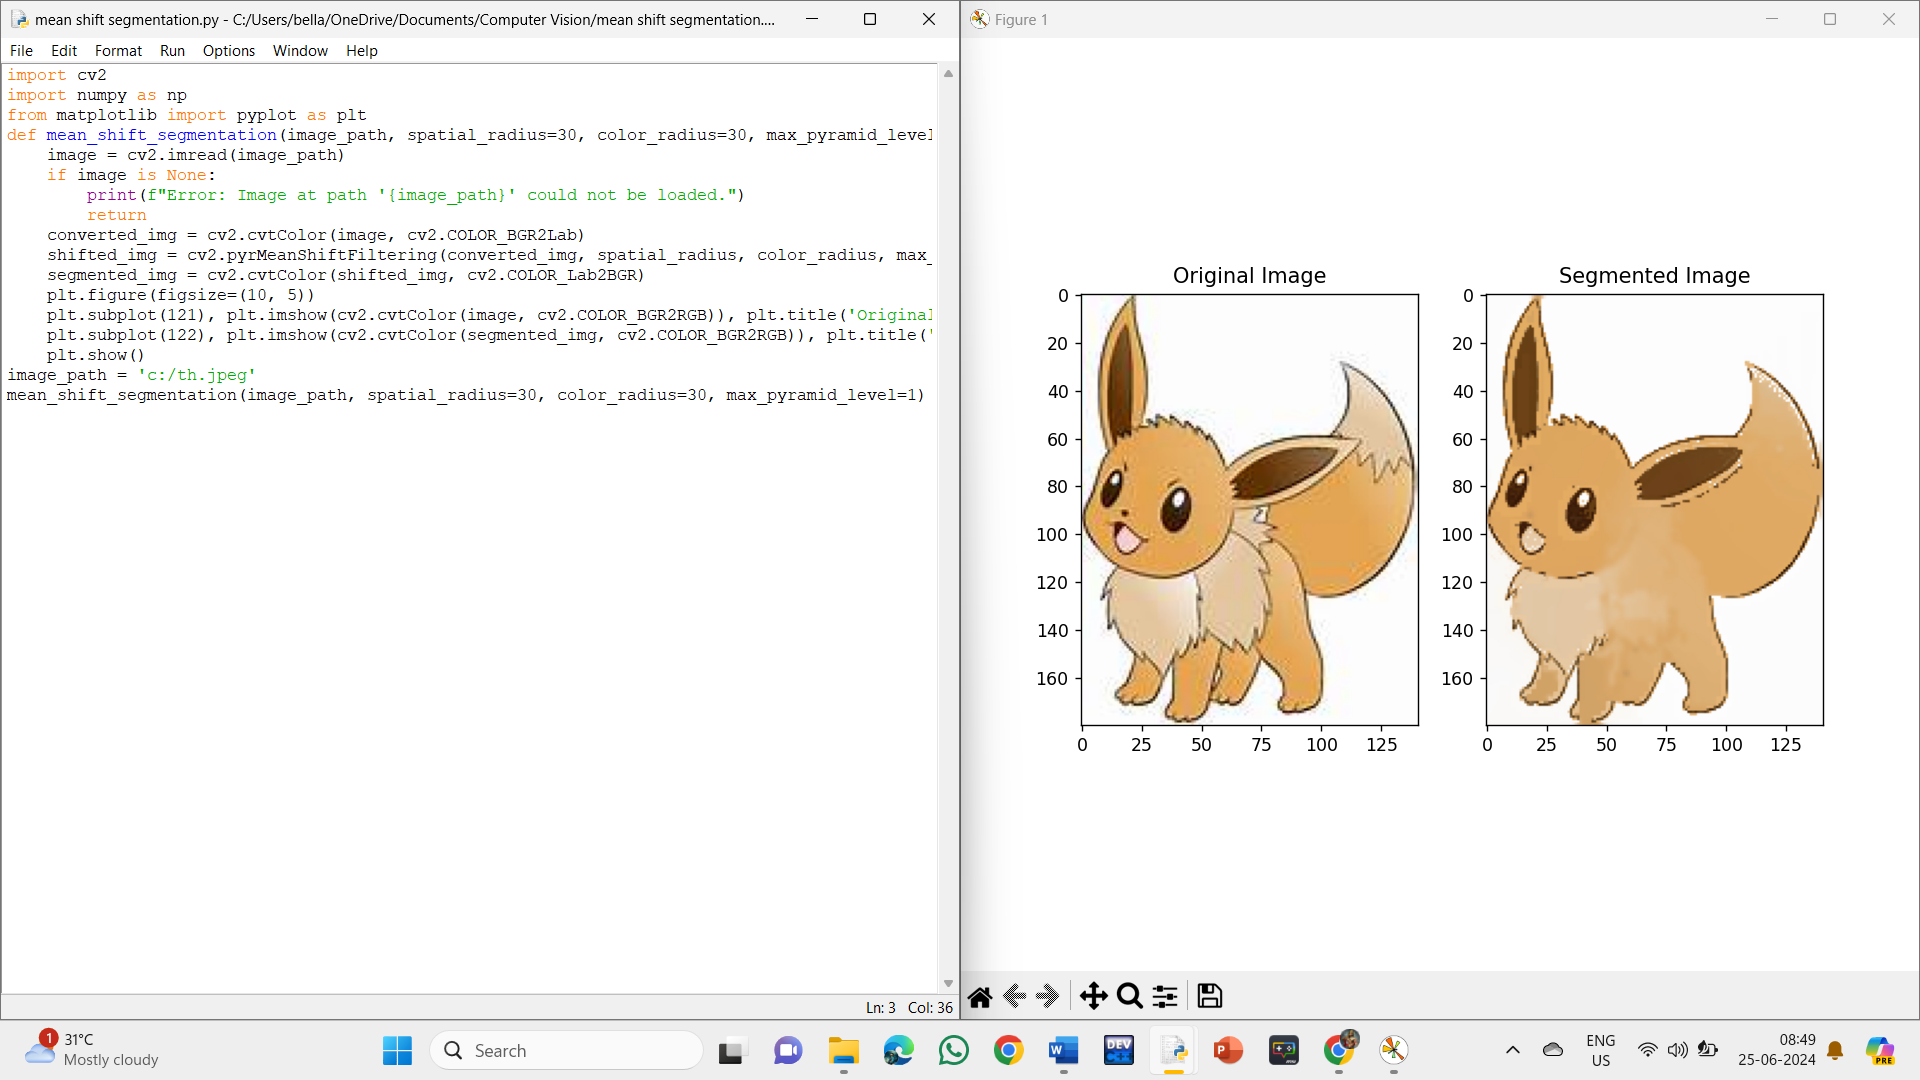 mean shift segmentation.py - C:/Users/bella/OneDrive/Documents/Computer Vision/mean shift segmentation....
File Edit Format Run Options Window Help
import cv2
import numpy as np
from matplotlib import pyplot as plt
def mean_shift_segmentation(image_path, spatial_radius=30, color_radius=30, max_pyramid_level
    image = cv2.imread(image_path)
    if image is None:
        print(f"Error: Image at path '{image_path}' could not be loaded.")
        return
    converted_img = cv2.cvtColor(image, cv2.COLOR_BGR2Lab)
    shifted_img = cv2.pyrMeanShiftFiltering(converted_img, spatial_radius, color_radius, max_
    segmented_img = cv2.cvtColor(shifted_img, cv2.COLOR_Lab2BGR)
    plt.figure(figsize=(10, 5))
    plt.subplot(121), plt.imshow(cv2.cvtColor(image, cv2.COLOR_BGR2RGB)), plt.title('Original
    plt.subplot(122), plt.imshow(cv2.cvtColor(segmented_img, cv2.COLOR_BGR2RGB)), plt.title('
    plt.show()
image_path = 'c:/th.jpeg'
mean_shift_segmentation(image_path, spatial_radius=30, color_radius=30, max_pyramid_level=1)
Ln: 3 Col: 36
Figure 1
Original Image
0
20
40
60
80
100
120
140
160
0 25 50 75 100 125
Segmented Image
0
20
40
60
80
100
120
140
160
0 25 50 75 100 125
1
31°C
Mostly cloudy
Search
W
DEV
C++
P
ENG
US
08:49
25-06-2024
PRE